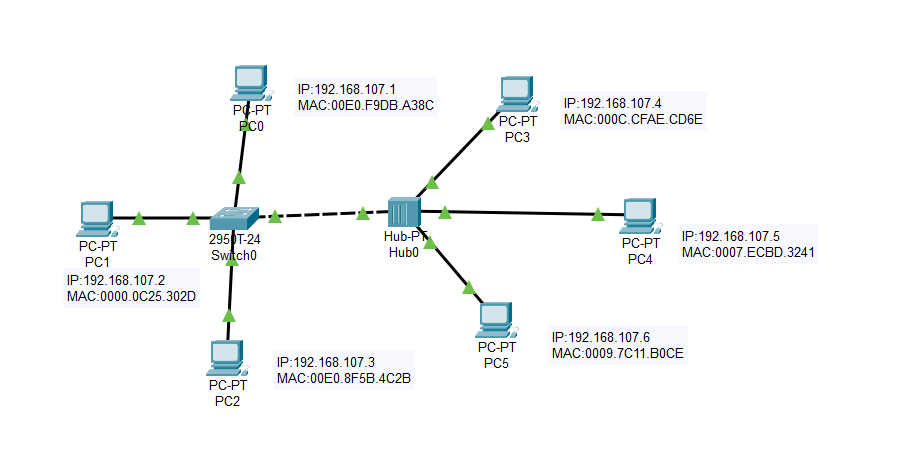 IP:192.168.107.1
MAC:00E0.F9DB.A38C
PC-PT
PC0
IP:192.168.107.4
MAC:000C.CFAE.CD6E
PC-PT
PC3
PC-PT
PC1
IP:192.168.107.2
MAC:0000.0C25.302D
2950T-24
Switch0
Hub-PT
Hub0
PC-PT
PC4
IP:192.168.107.5
MAC:0007.ECBD.3241
PC-PT
PC5
IP:192.168.107.6
MAC:0009.7C11.B0CE
PC-PT
PC2
IP:192.168.107.3
MAC:00E0.8F5B.4C2B